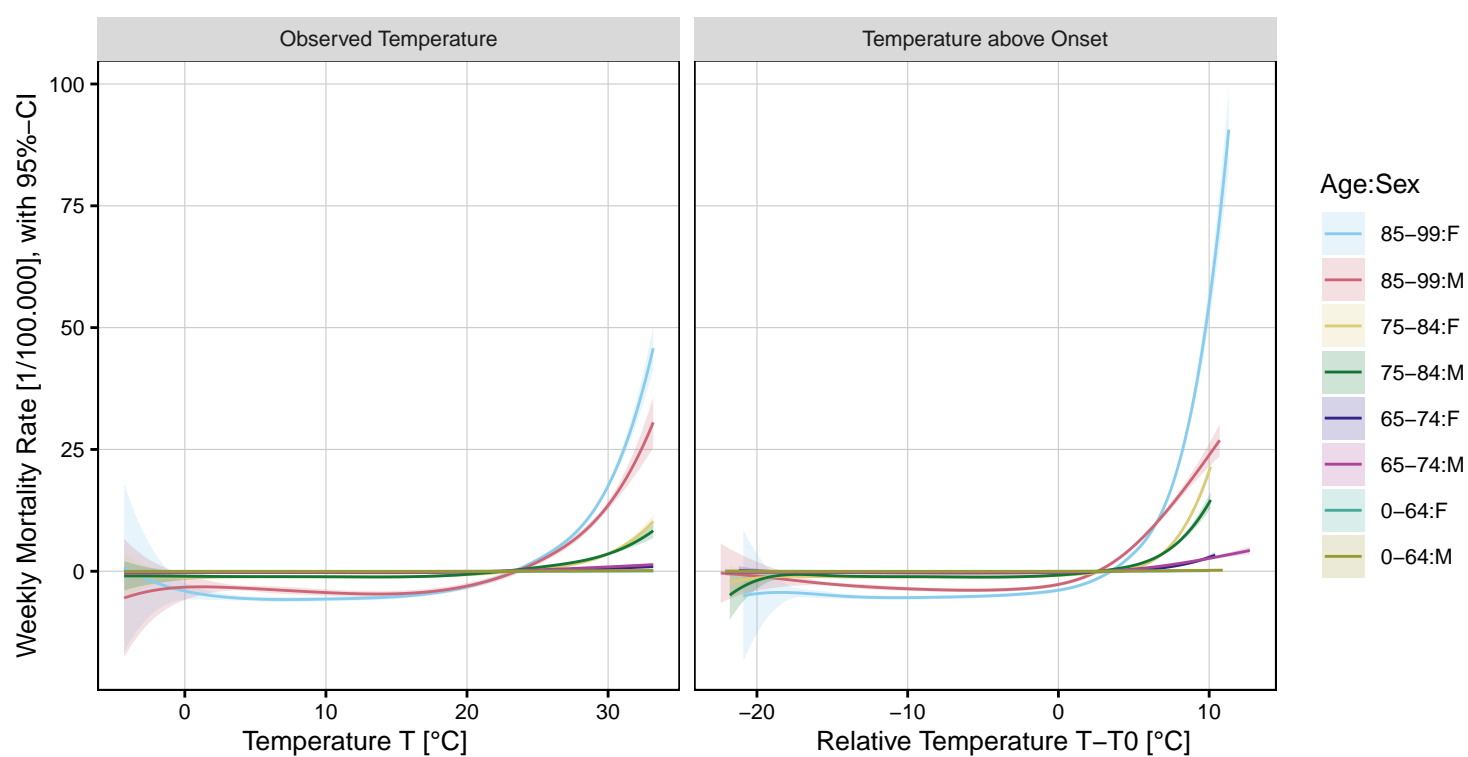 Observed Temperature
Temperature above Onset
Weekly Mortality Rate [1/100.000], with 95%−CI
100
75
50
25
0
0
10
20
30
−20
−10
0
10
Temperature T [°C]
Relative Temperature T−T0 [°C]
Age:Sex
85−99:F
85−99:M
75−84:F
75−84:M
65−74:F
65−74:M
0−64:F
0−64:M